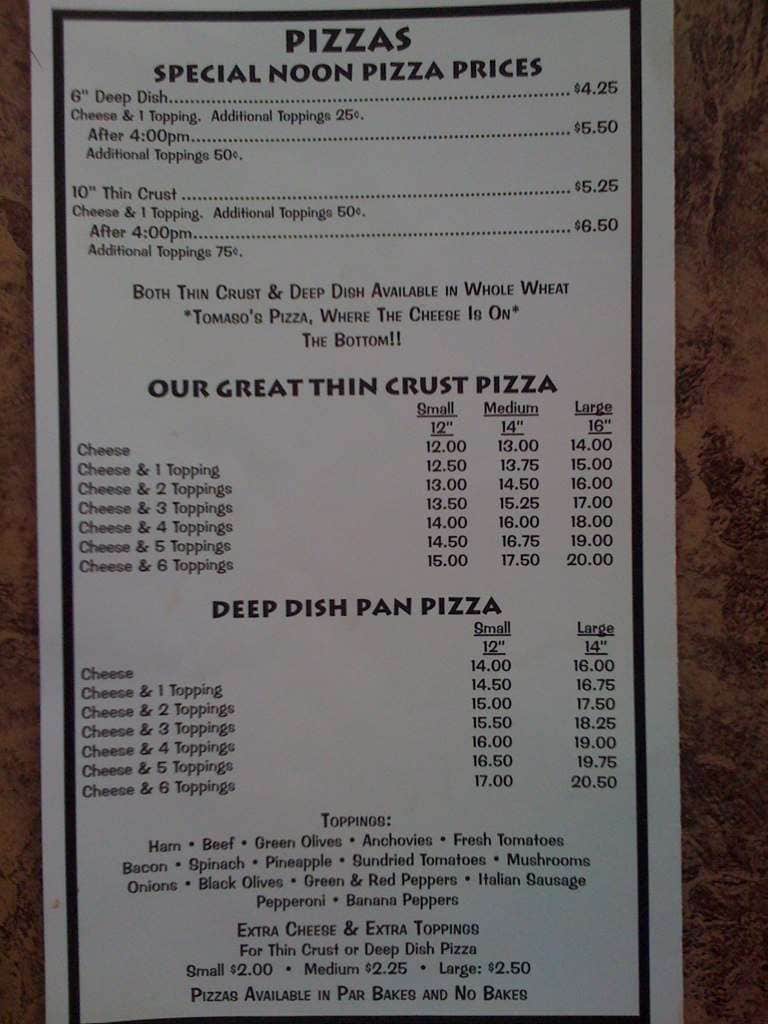 PIZZAS
SPECIAL NOON PIZZA PRICES
6" Deep Dish............................................................................ $4.25
Cheese & 1 Topping. Additional Toppings 25¢.
After 4:00pm........................................................................ $5.50
Additional Toppings 50¢.
10" Thin Crust .......................................................................... $5.25
Cheese & 1 Topping. Additional Toppings 50¢.
After 4:00pm........................................................................ $6.50
Additional Toppings 75¢.
BOTH THIN CRUST & DEEP DISH AVAILABLE IN WHOLE WHEAT
*TOMASO'S PIZZA, WHERE THE CHEESE IS ON*
THE BOTTOM!!
OUR GREAT THIN CRUST PIZZA
Small Medium Large
12" 14" 16"
Cheese 12.00 13.00 14.00
Cheese & 1 Topping 12.50 13.75 15.00
Cheese & 2 Toppings 13.00 14.50 16.00
Cheese & 3 Toppings 13.50 15.25 17.00
Cheese & 4 Toppings 14.00 16.00 18.00
Cheese & 5 Toppings 14.50 16.75 19.00
Cheese & 6 Toppings 15.00 17.50 20.00
DEEP DISH PAN PIZZA
Small Large
12" 14"
Cheese 14.00 16.00
Cheese & 1 Topping 14.50 16.75
Cheese & 2 Toppings 15.00 17.50
Cheese & 3 Toppings 15.50 18.25
Cheese & 4 Toppings 16.00 19.00
Cheese & 5 Toppings 16.50 19.75
Cheese & 6 Toppings 17.00 20.50
TOPPINGS:
Ham • Beef • Green Olives • Anchovies • Fresh Tomatoes
Bacon • Spinach • Pineapple • Sundried Tomatoes • Mushrooms
Onions • Black Olives • Green & Red Peppers • Italian Sausage
Pepperoni • Banana Peppers
EXTRA CHEESE & EXTRA TOPPINGS
For Thin Crust or Deep Dish Pizza
Small $2.00 • Medium $2.25 • Large: $2.50
PIZZAS AVAILABLE IN PAR BAKES AND NO BAKES